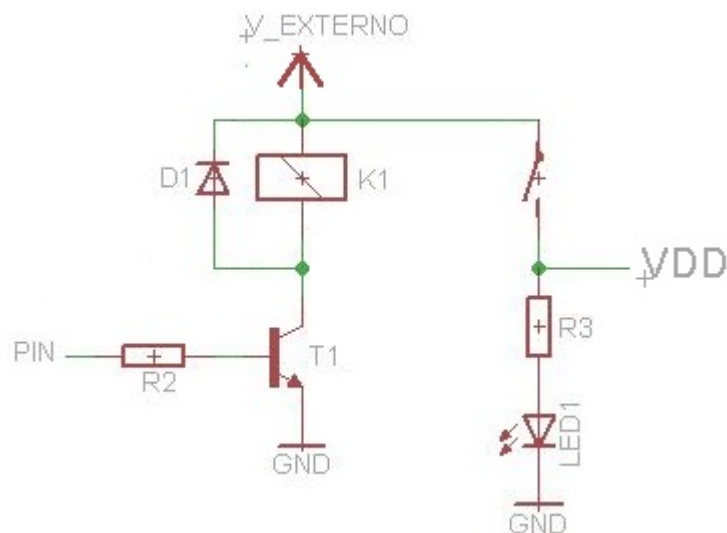 V_EXTERNO
D1
K1
VDD
PIN
R2
T1
R3
LED1
GND
GND